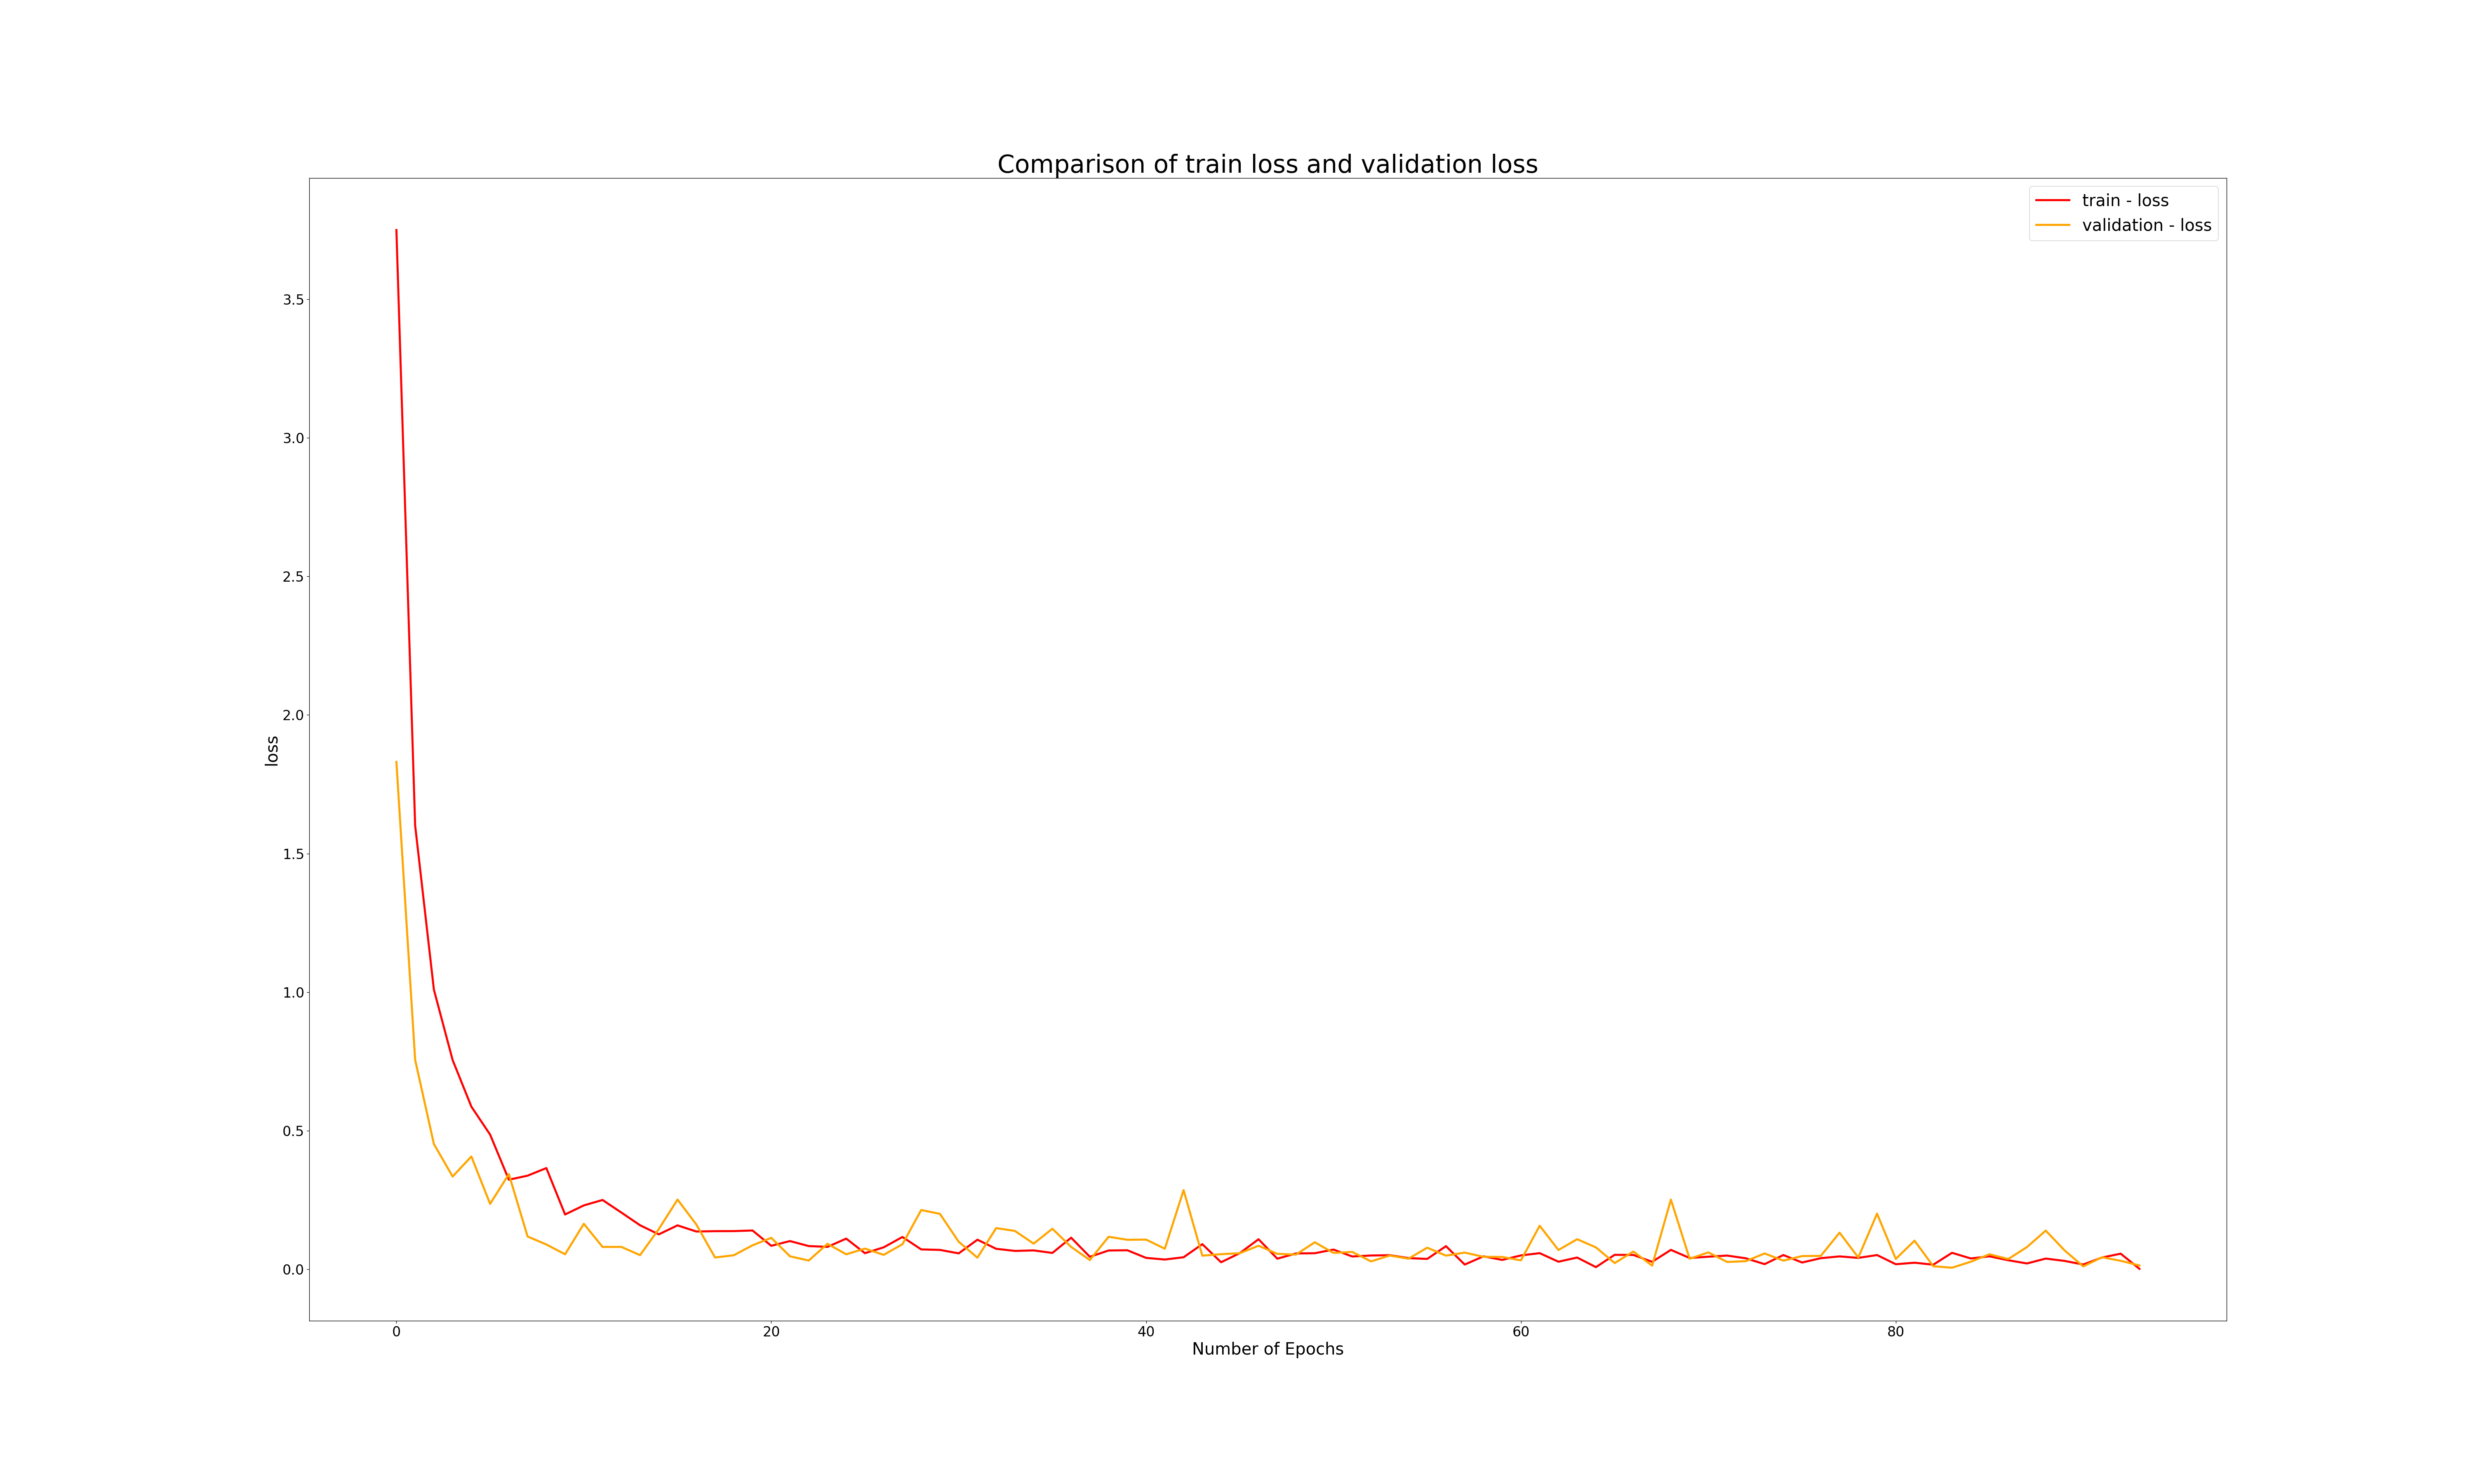 Comparison of train loss and validation loss
train - loss
validation - loss
3.5
3.0
2.5
2.0
1.5
1.0
0.5
0.0
loss
0 20 40 60 80
Number of Epochs